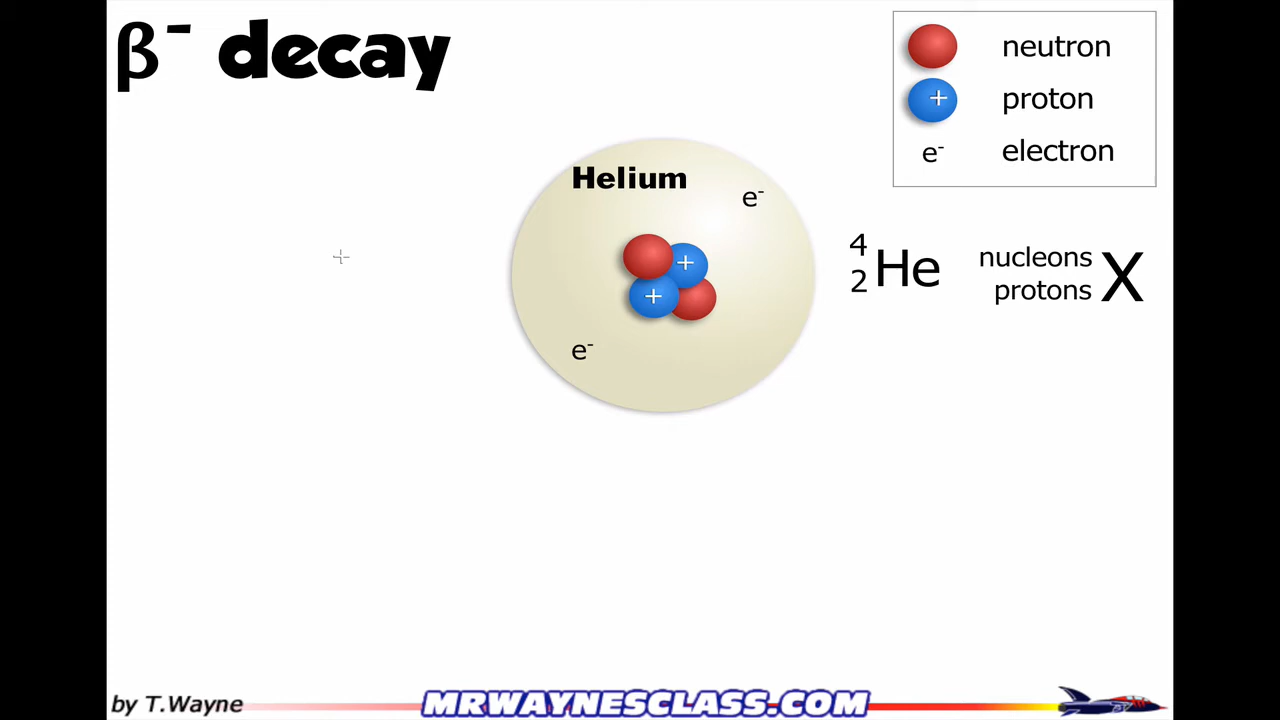 β⁻ decay
neutron
+ proton
e⁻ electron
Helium
e⁻
+
+
e⁻
⁴₂He
nucleons
protons X
by T.Wayne
MRWAYNESCLASS.COM